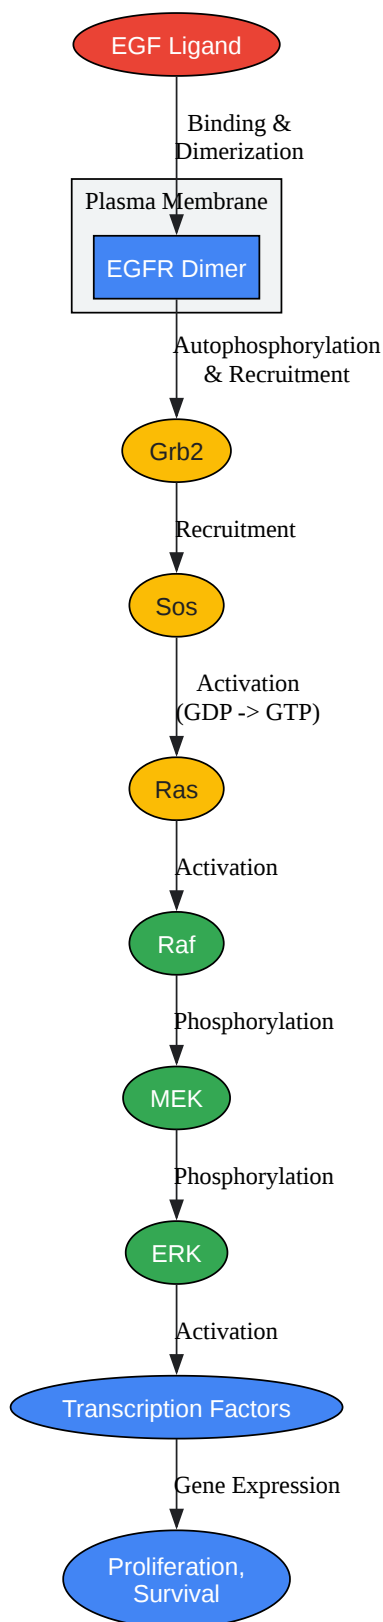 EGF Ligand
Binding &
Dimerization
Plasma Membrane
EGFR Dimer
Autophosphorylation
& Recruitment
Grb2
Recruitment
Sos
Activation
(GDP -> GTP)
Ras
Activation
Raf
Phosphorylation
MEK
Phosphorylation
ERK
Activation
Transcription Factors
Gene Expression
Proliferation,
Survival